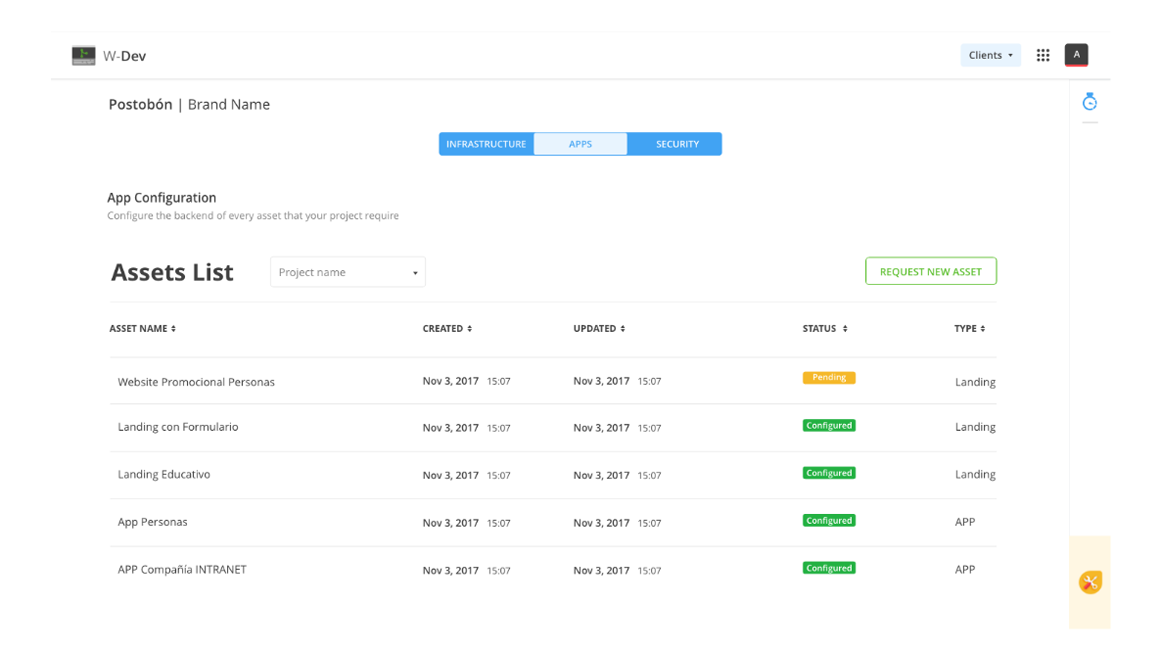 W-Dev
Clients
A
Postobón | Brand Name
INFRASTRUCTURE APPS SECURITY
App Configuration
Configure the backend of every asset that your project require
Assets List Project name REQUEST NEW ASSET
ASSET NAME CREATED UPDATED STATUS TYPE
Website Promocional Personas Nov 3, 2017 15:07 Nov 3, 2017 15:07 Pending Landing
Landing con Formulario Nov 3, 2017 15:07 Nov 3, 2017 15:07 Configured Landing
Landing Educativo Nov 3, 2017 15:07 Nov 3, 2017 15:07 Configured Landing
App Personas Nov 3, 2017 15:07 Nov 3, 2017 15:07 Configured APP
APP Compañía INTRANET Nov 3, 2017 15:07 Nov 3, 2017 15:07 Configured APP